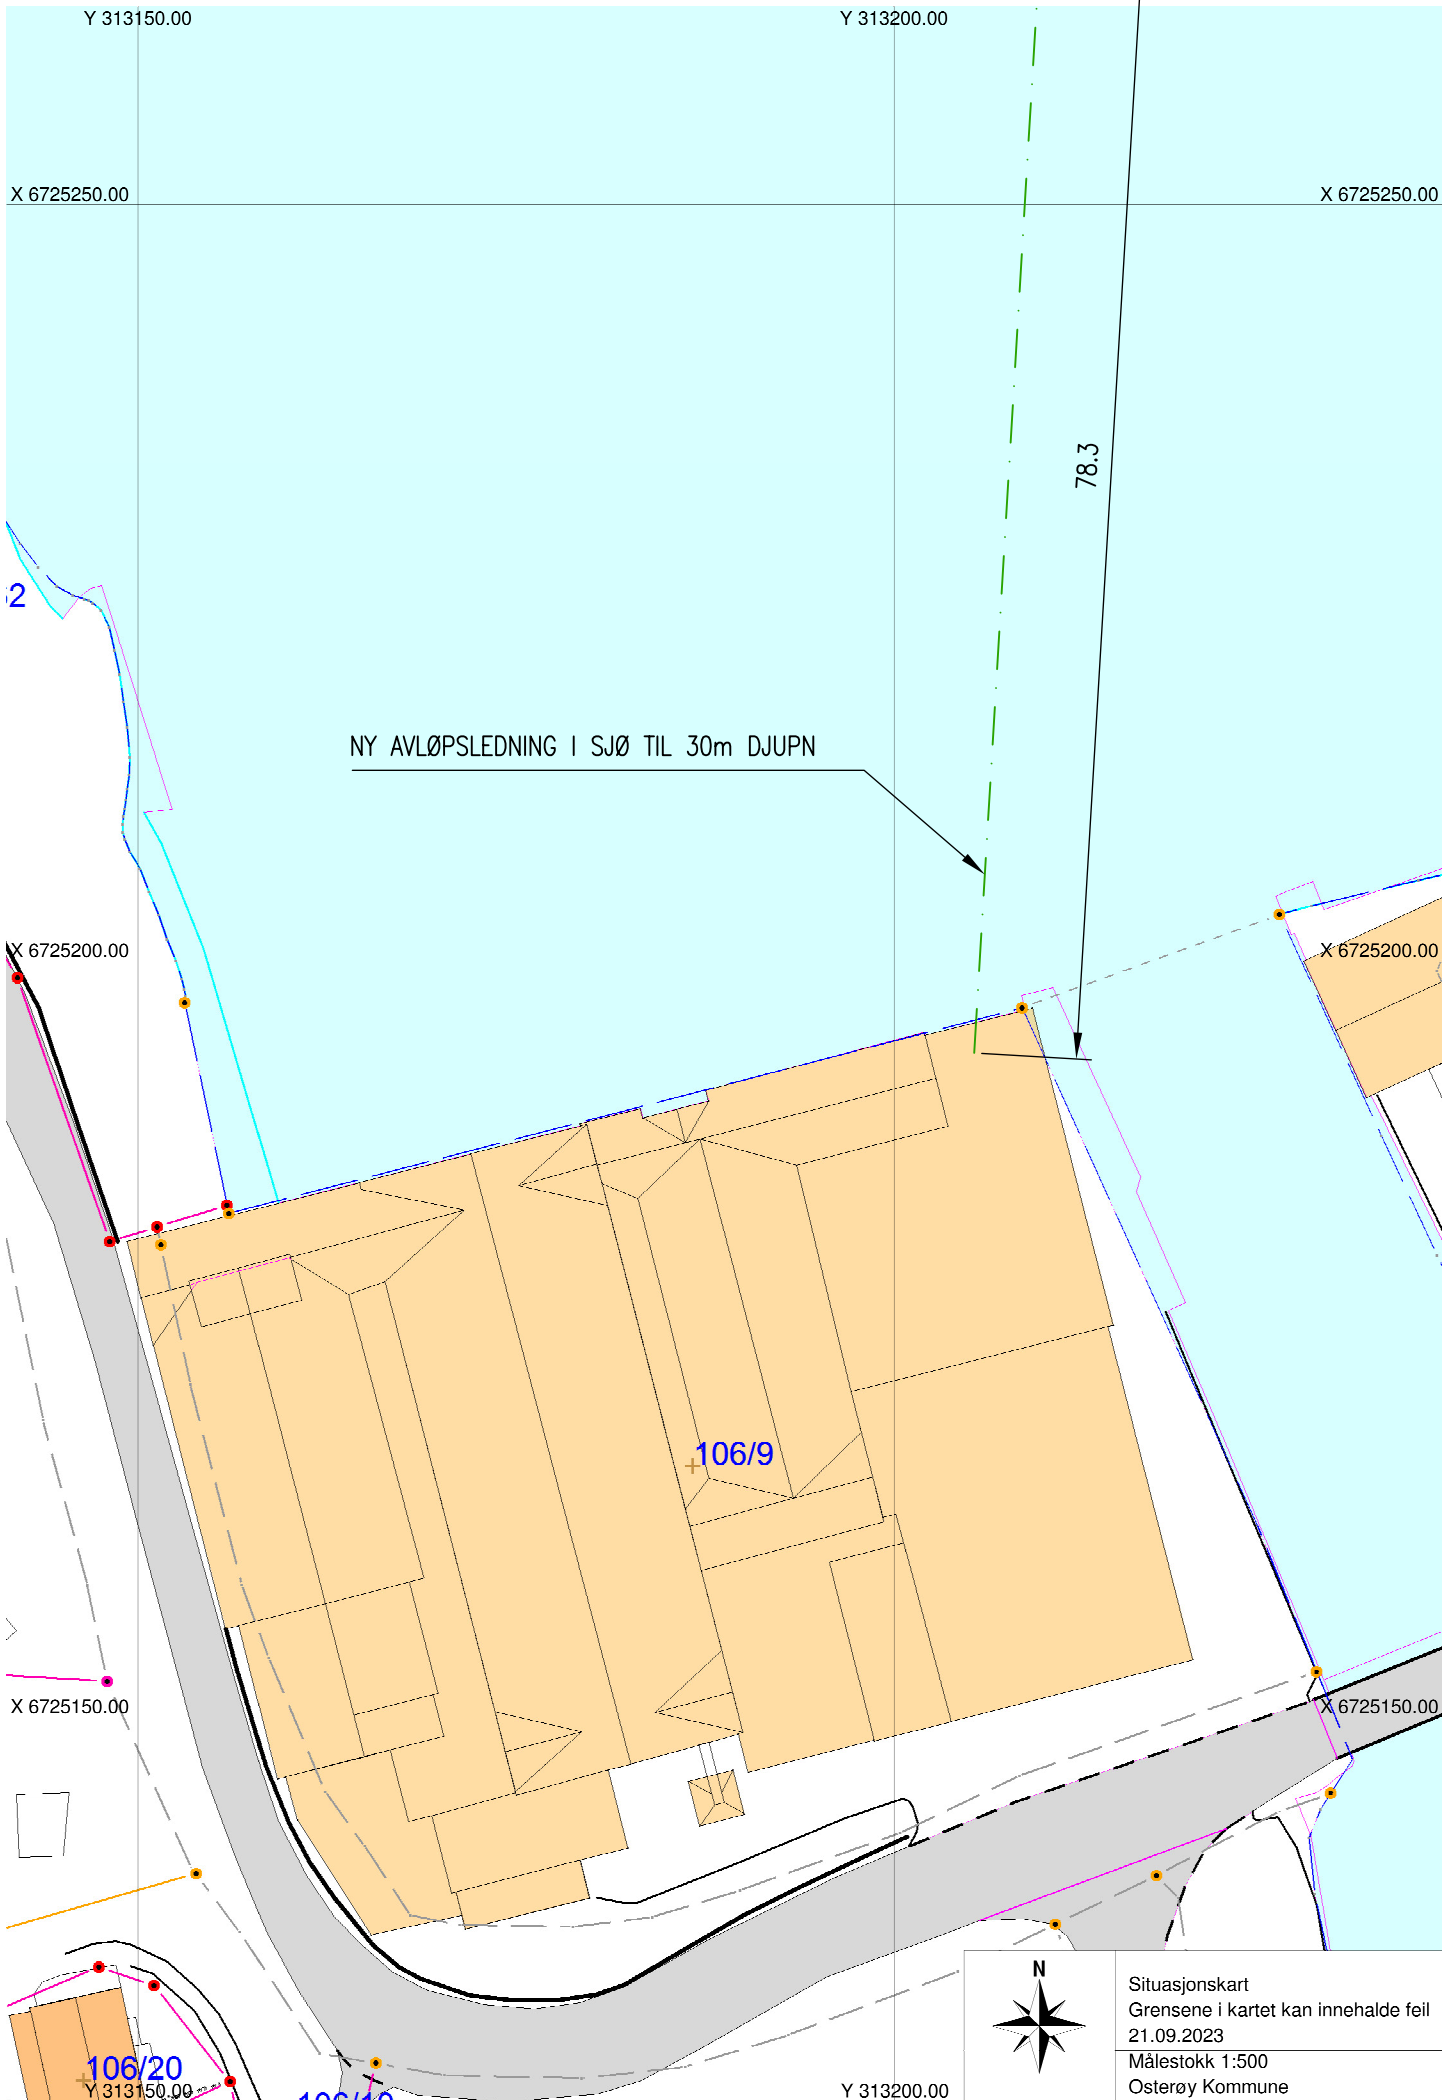 Y 313150.00
Y 313200.00
X 6725250.00
X 6725250.00
78.3
NY AVLØPSLEDNING I SJØ TIL 30m DJUPN
X 6725200.00
X 6725200.00
106/9
X 6725150.00
X 6725150.00
N
Situasjonskart
Grensene i kartet kan innehalde feil
21.09.2023
Målestokk 1:500
Osterøy Kommune
106/20
Y 313150.00
Y 313200.00